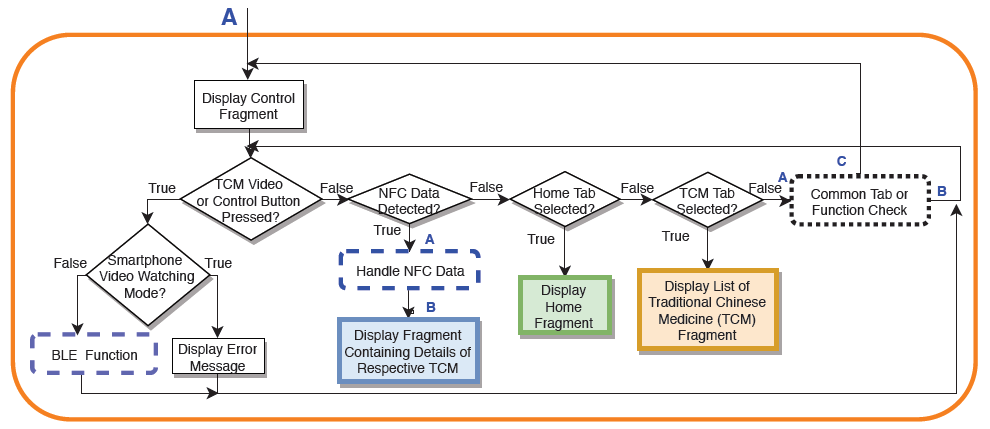 A
Display Control
Fragment
TCM Video
or Control Button
Pressed?
True
False
NFC Data
Detected?
False
True
A
Home Tab
Selected?
False
True
TCM Tab
Selected?
False
True
A
C
B
Common Tab or
Function Check
Smartphone
Video Watching
Mode?
False
True
Handle NFC Data
B
Display
Home
Fragment
Display List of
Traditional Chinese
Medicine (TCM)
Fragment
BLE Function
Display Error
Message
Display Fragment
Containing Details of
Respective TCM